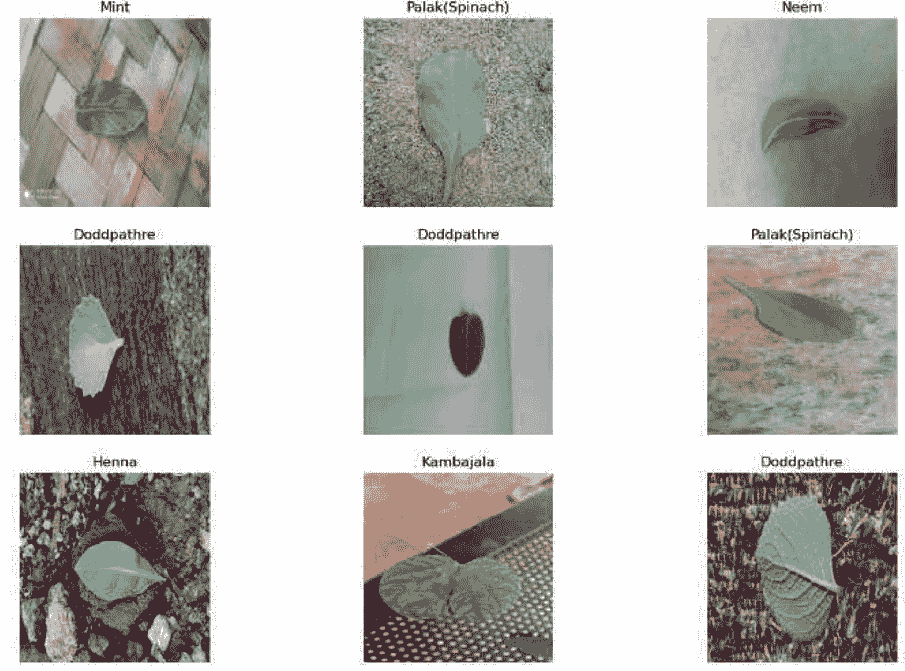 Mint
Palak(Spinach)
Neem
Doddpathre
Doddpathre
Palak(Spinach)
Henna
Kambajala
Doddpathre